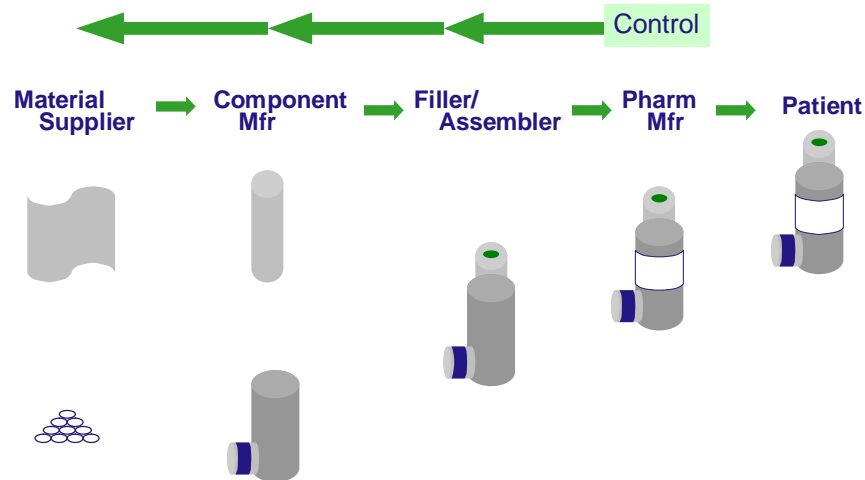 Control
Material
Supplier
Component
Mfr
Filler/
Assembler
Pharm
Mfr
Patient